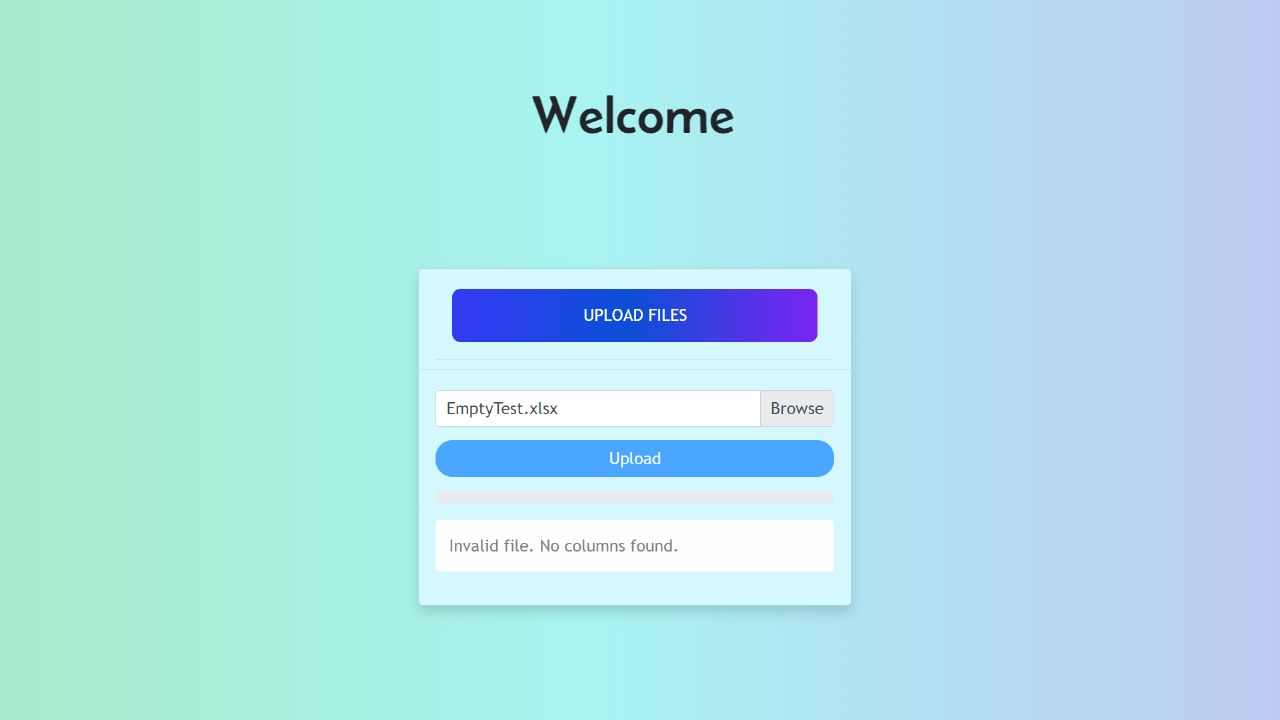 Welcome
UPLOAD FILES
EmptyTest.xlsx
Browse
Upload
Invalid file. No columns found.